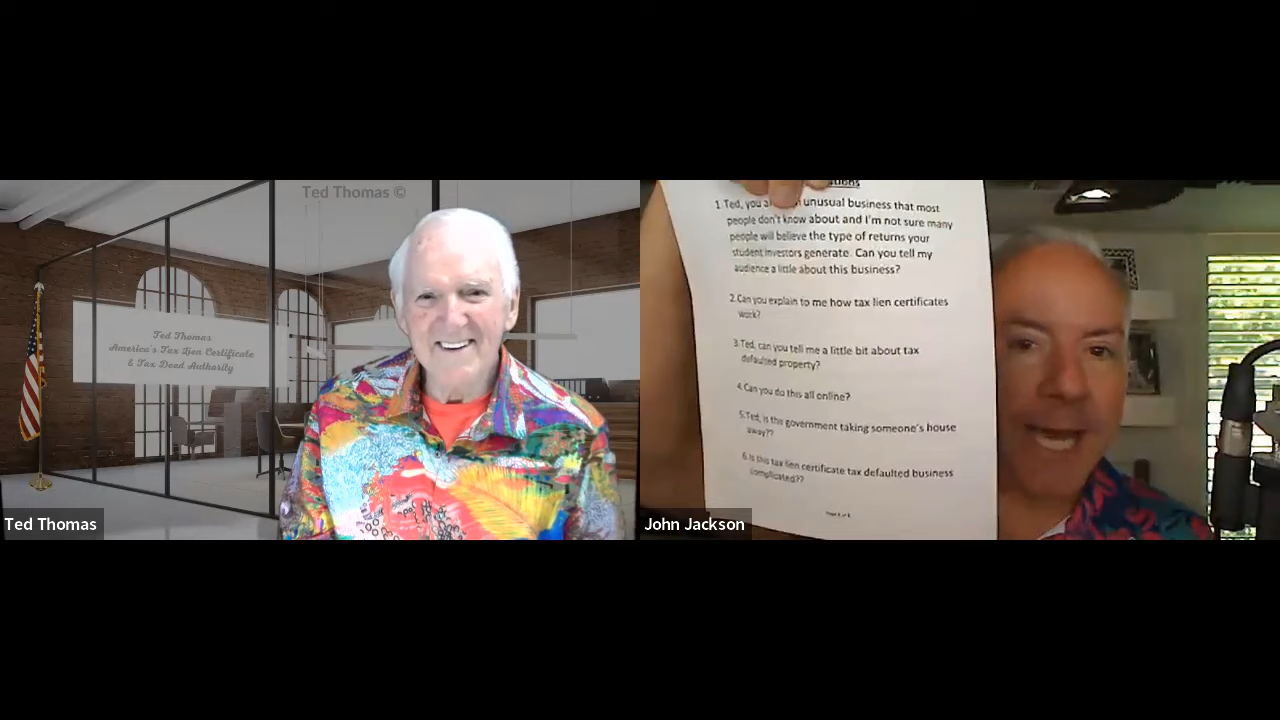 Ted Thomas ©
Ted Thomas
America's Tax Lien Certificate
& Tax Deed Authority
Ted Thomas
1. Ted, you unusual business that most
people don't know about and I'm not sure many
people will believe the type of returns your
student investors generate. Can you tell my
audience a little about this business?
2. Can you explain to me how tax lien certificates
work?
3. Ted, can you tell me a little bit about tax
defaulted property?
4. Can you do this all online?
5. Ted, is the government taking someone's house
away??
6. Is this tax lien certificate tax defaulted business
complicated??
John Jackson